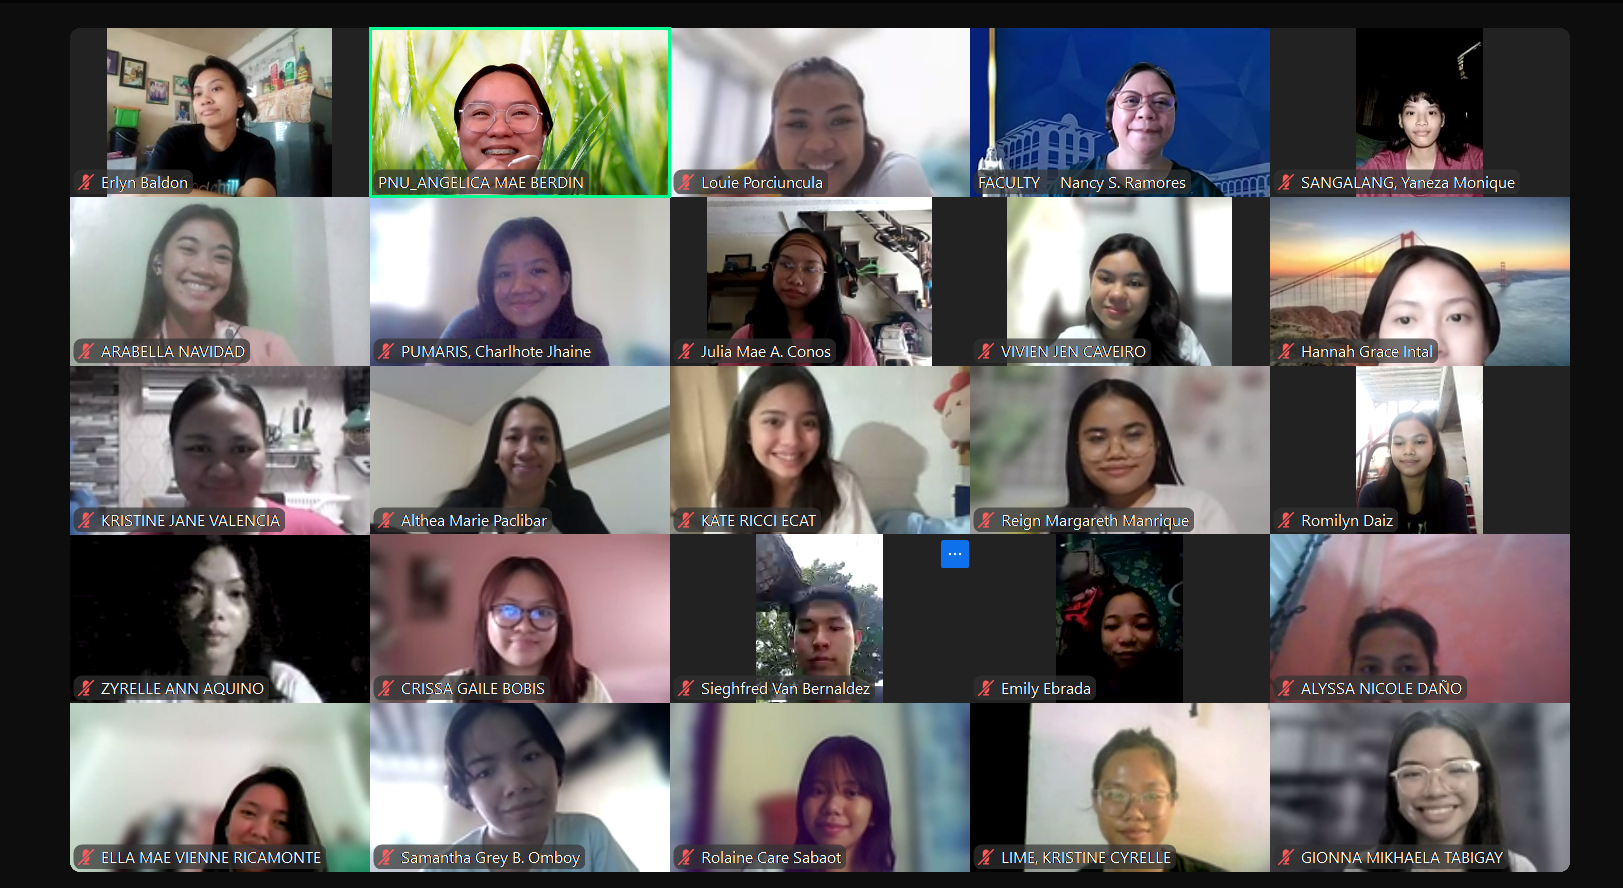 Erlyn Baldon
PNU_ANGELICA MAE BERDIN
Louie Porciuncula
FACULTY Nancy S. Ramores
SANGALANG, Yaneza Monique
ARABELLA NAVIDAD
PUMARIS, Charlhote Jhaine
Julia Mae A. Conos
VIVIEN JEN CAVEIRO
Hannah Grace Intal
KRISTINE JANE VALENCIA
Althea Marie Paclibar
KATE RICCI ECAT
Reign Margareth Manrique
Romilyn Daiz
ZYRELLE ANN AQUINO
CRISSA GAILE BOBIS
Sieghfred Van Bernaldez
Emily Ebrada
ALYSSA NICOLE DAÑO
ELLA MAE VIENNE RICAMONTE
Samantha Grey B. Omboy
Rolaine Care Sabaot
LIME, KRISTINE CYRELLE
GIONNA MIKHAELA TABIGAY